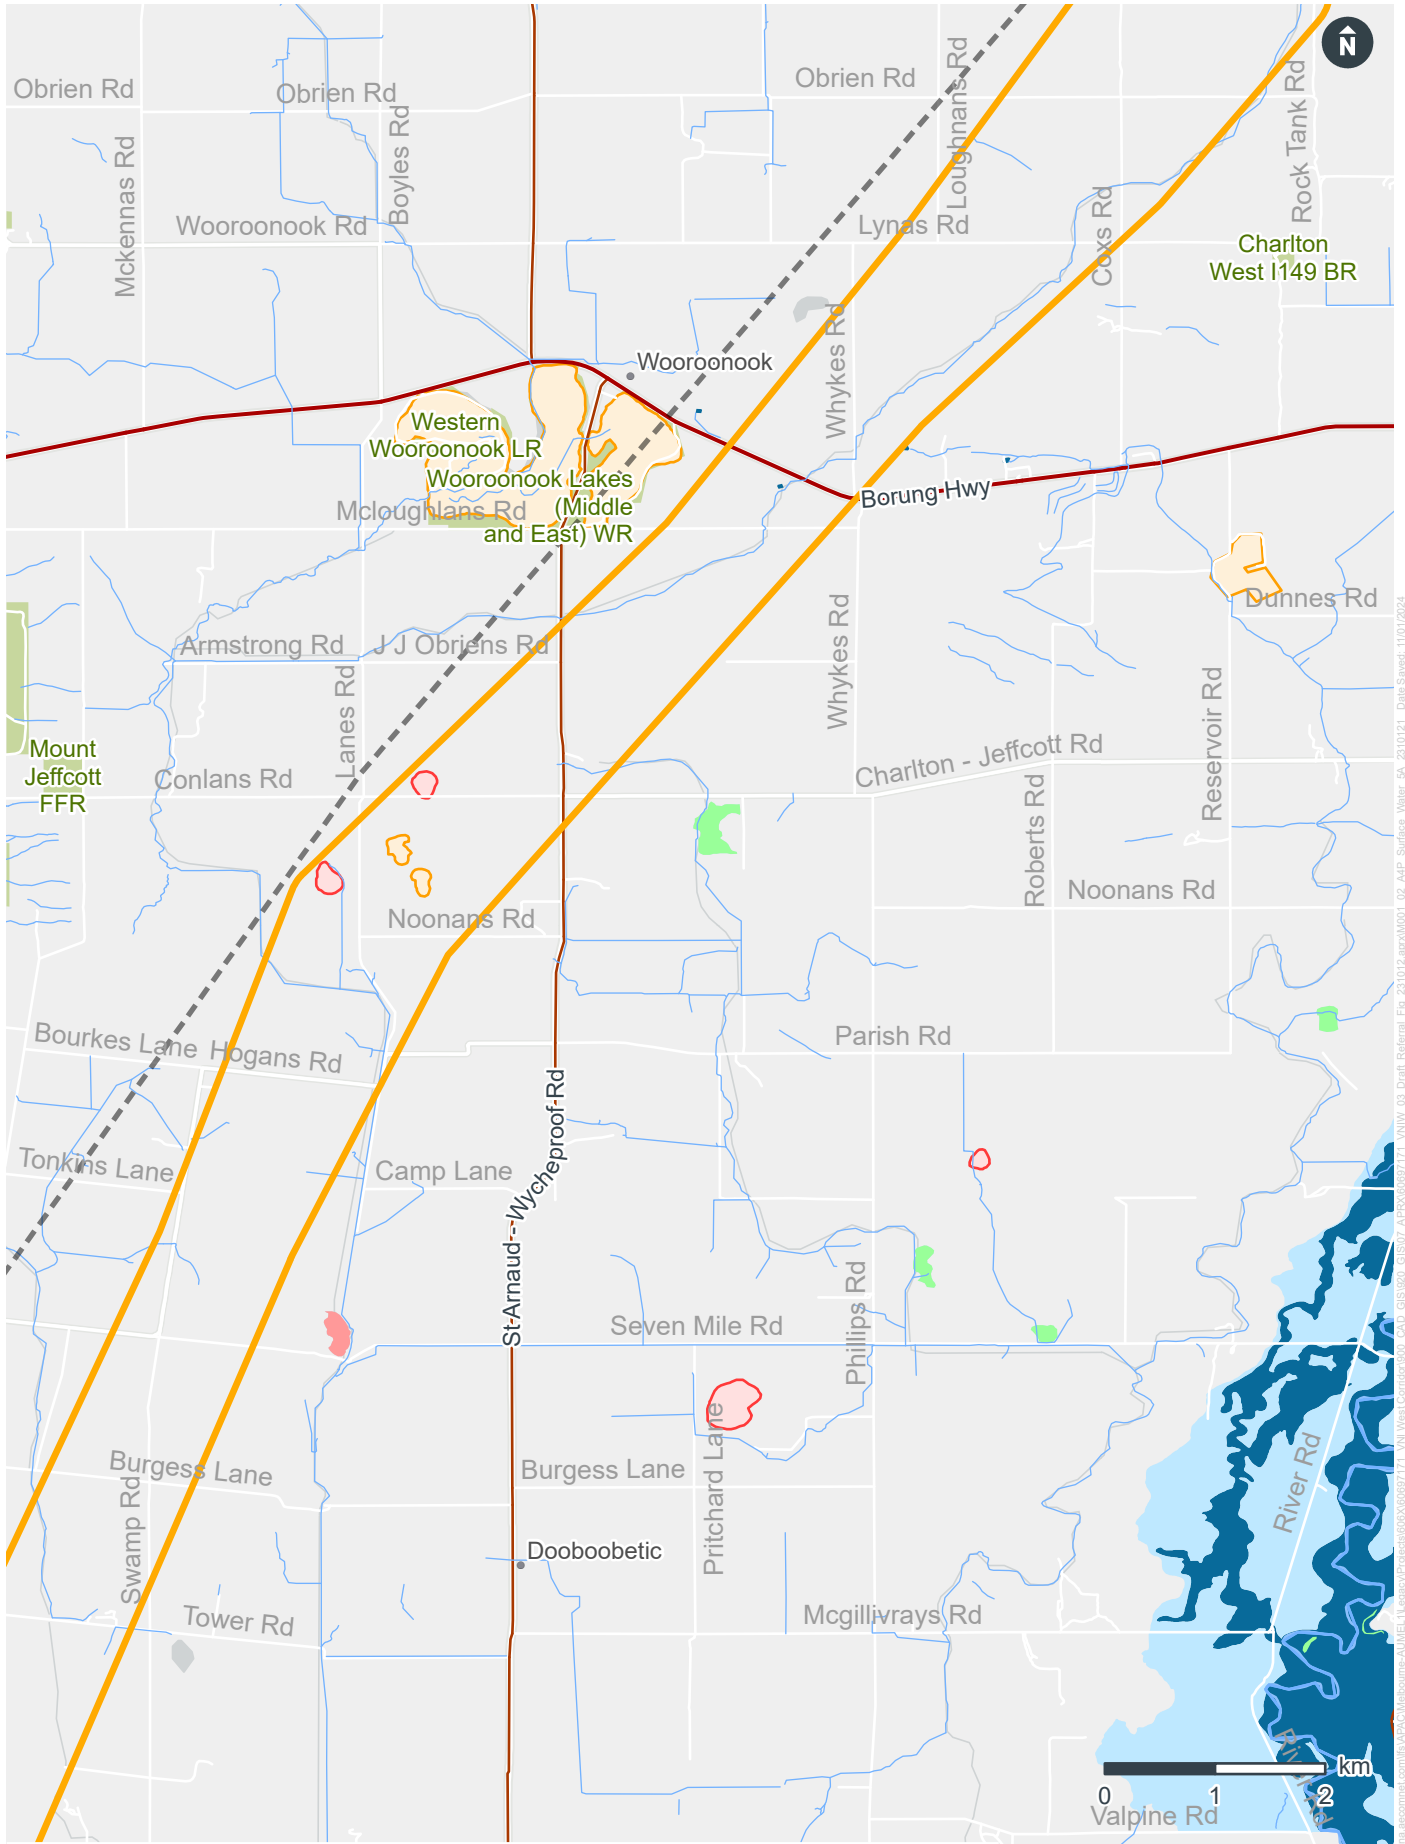 N
Obrien Rd
Obrien Rd
Obrien Rd
Loughnans Rd
Rock Tank Rd
Mckennas Rd
Boyles Rd
Wooroonook Rd
Lynas Rd
Coxs Rd
Charlton
West I149 BR
Wooroonook
Whykes Rd
Western
Wooroonook LR
Wooroonook Lakes
(Middle
and East) WR
Mcloughlans Rd
Borung Hwy
Dunnes Rd
Armstrong Rd
J J Obriens Rd
Lanes Rd
Whykes Rd
Reservoir Rd
Mount
Jeffcott
FFR
Conlans Rd
Charlton - Jeffcott Rd
Roberts Rd
Noonans Rd
Noonans Rd
Bourkes Lane
Hogans Rd
Parish Rd
Tonkins Lane
Camp Lane
St Arnaud - Wycheproof Rd
Seven Mile Rd
Phillips Rd
Pritchard Lane
River Rd
Burgess Lane
Burgess Lane
Swamp Rd
Dooboobetic
Tower Rd
Mcgillivrays Rd
River Rd
km
0
1
2
Valpine Rd